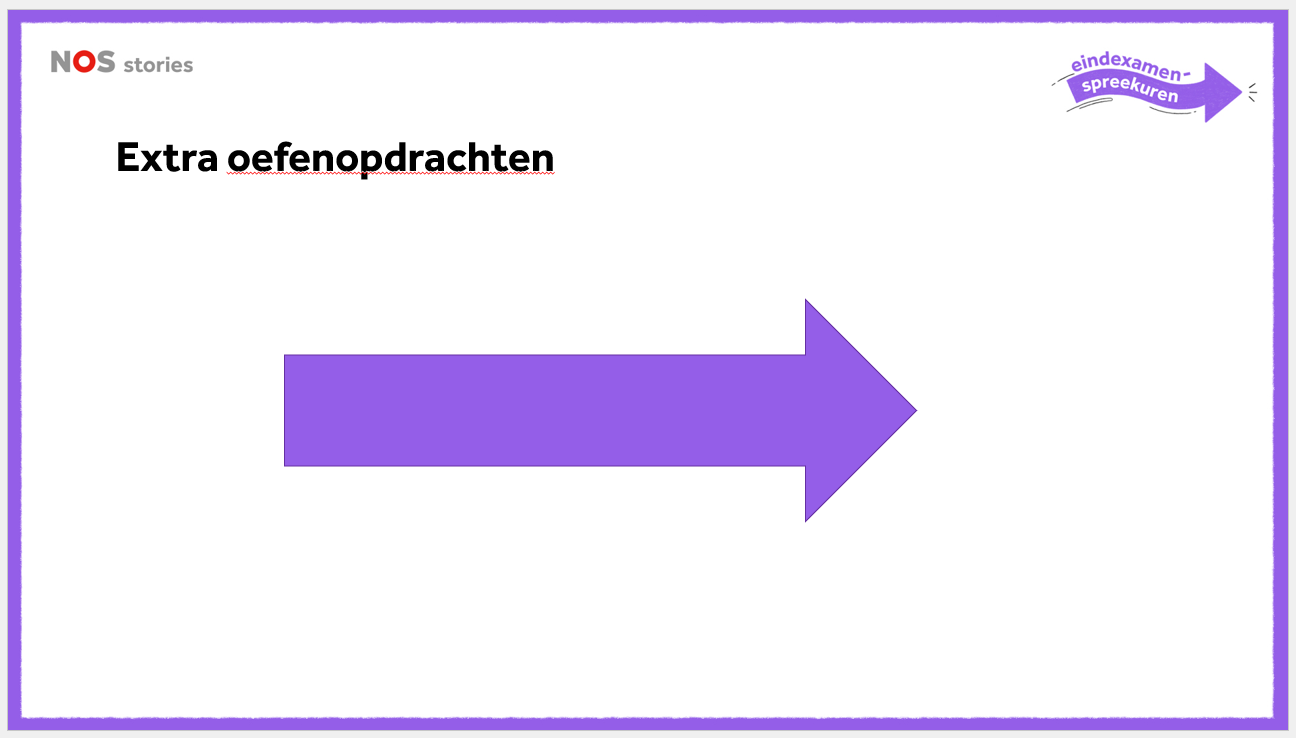 NOS stories
eindexamen-
spreekuren
Extra oefenopdrachten